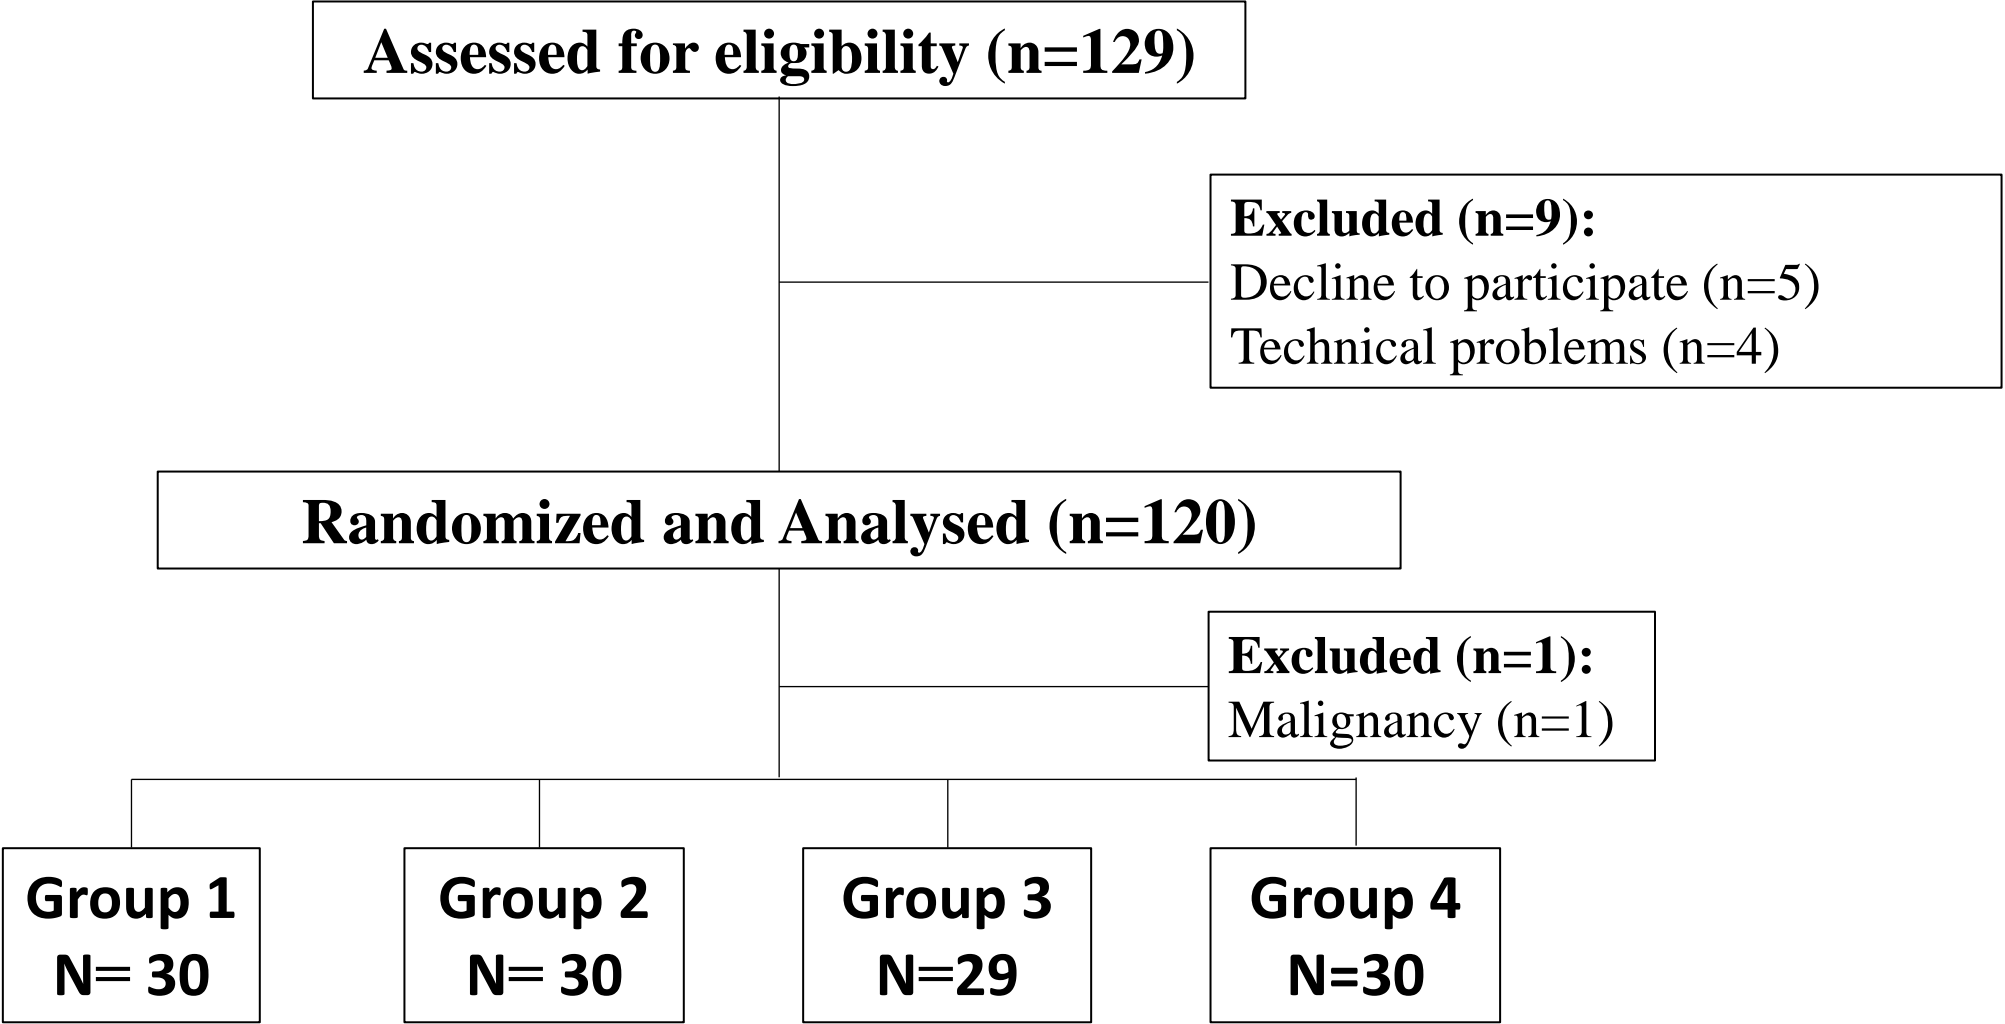 Assessed for eligibility (n=129)
Excluded (n=9):
Decline to participate (n=5)
Technical problems (n=4)
Randomized and Analysed (n=120)
Excluded (n=1):
Malignancy (n=1)
Group 1
N= 30
Group 2
N= 30
Group 3
N=29
Group 4
N=30